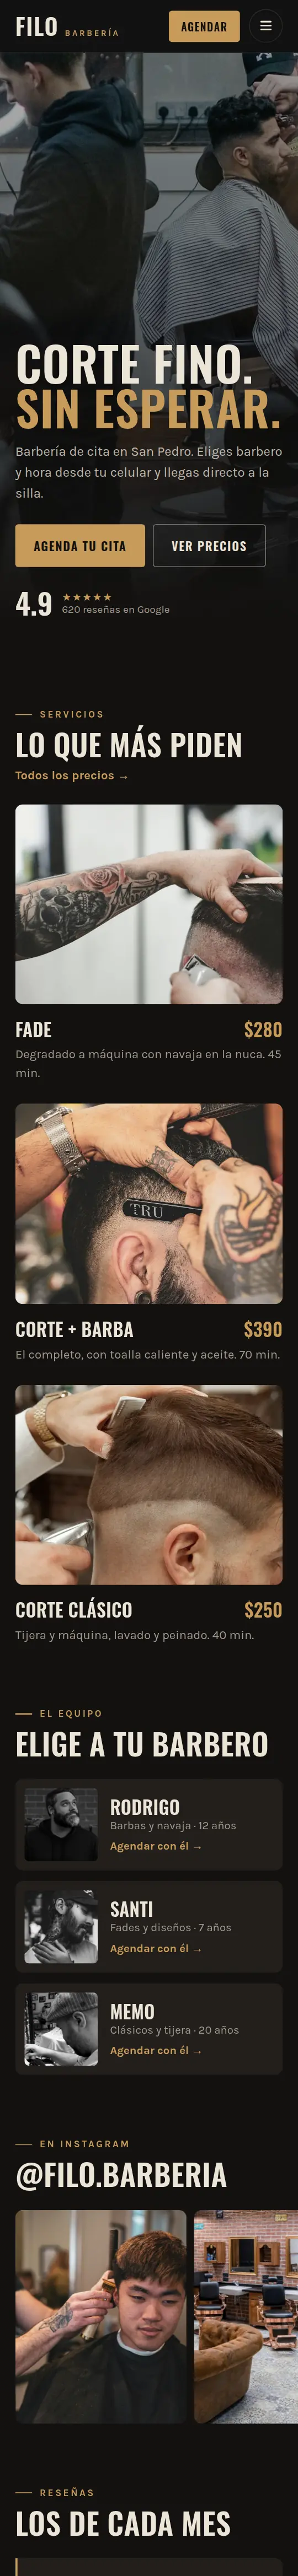 FILO BARBERÍA
AGENDAR
CORTE FINO.
SIN ESPERAR.
Barbería de cita en San Pedro. Eliges barbero
y hora desde tu celular y llegas directo a la
silla.
AGENDA TU CITA
VER PRECIOS
4.9
★★★★★
620 reseñas en Google
SERVICIOS
LO QUE MÁS PIDEN
Todos los precios →
FADE
$280
Degradado a máquina con navaja en la nuca. 45
min.
TRU
CORTE + BARBA
$390
El completo, con toalla caliente y aceite. 70 min.
CORTE CLÁSICO
$250
Tijera y máquina, lavado y peinado. 40 min.
EL EQUIPO
ELIGE A TU BARBERO
RODRIGO
Barbas y navaja · 12 años
Agendar con él →
SANTI
Fades y diseños · 7 años
Agendar con él →
MEMO
Clásicos y tijera · 20 años
Agendar con él →
EN INSTAGRAM
@FILO.BARBERIA
RESEÑAS
LOS DE CADA MES